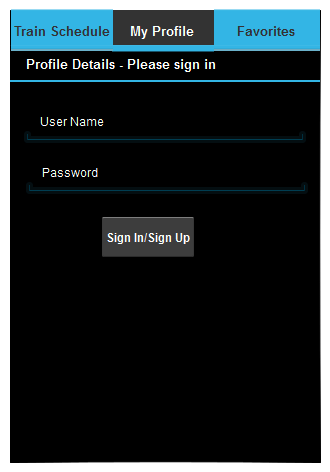 Train Schedule My Profile Favorites
Profile Details - Please sign in
User Name
Password
Sign In/Sign Up